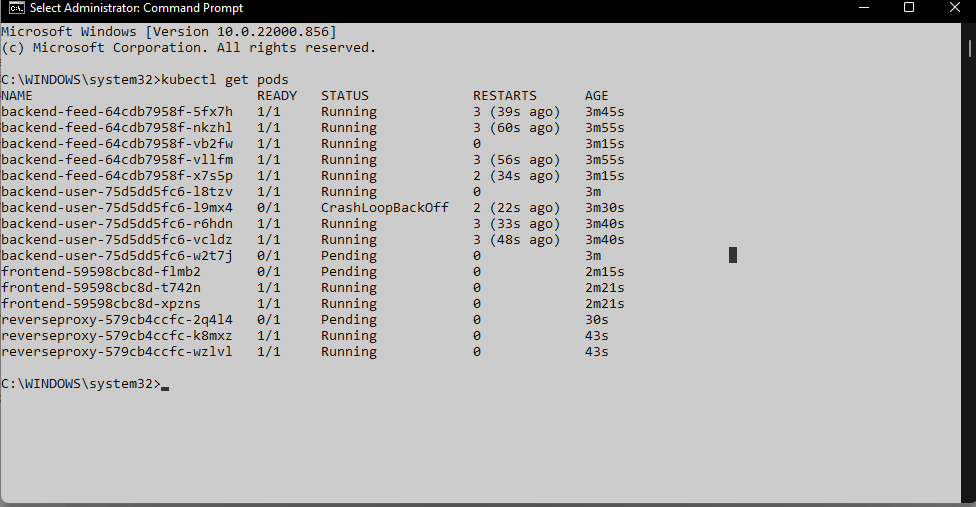 Select Administrator: Command Prompt
Microsoft Windows [Version 10.0.22000.856]
(c) Microsoft Corporation. All rights reserved.
C:\WINDOWS\system32>kubectl get pods
NAME READY STATUS RESTARTS AGE
backend-feed-64cdb7958f-5fx7h 1/1 Running 3 (39s ago) 3m45s
backend-feed-64cdb7958f-nkzhl 1/1 Running 3 (60s ago) 3m55s
backend-feed-64cdb7958f-vb2fw 1/1 Running 0 3m15s
backend-feed-64cdb7958f-vllfm 1/1 Running 3 (56s ago) 3m55s
backend-feed-64cdb7958f-x7s5p 1/1 Running 2 (34s ago) 3m15s
backend-user-75d5dd5fc6-l8tzv 1/1 Running 0 3m
backend-user-75d5dd5fc6-l9mx4 0/1 CrashLoopBackOff 2 (22s ago) 3m30s
backend-user-75d5dd5fc6-r6hdn 1/1 Running 3 (33s ago) 3m40s
backend-user-75d5dd5fc6-vcldz 1/1 Running 3 (48s ago) 3m40s
backend-user-75d5dd5fc6-w2t7j 0/1 Pending 0 3m
frontend-59598cbc8d-flmb2 0/1 Pending 0 2m15s
frontend-59598cbc8d-t742n 1/1 Running 0 2m21s
frontend-59598cbc8d-xpzns 1/1 Running 0 2m21s
reverseproxy-579cb4ccfc-2q4l4 0/1 Pending 0 30s
reverseproxy-579cb4ccfc-k8mxz 1/1 Running 0 43s
reverseproxy-579cb4ccfc-wzlvl 1/1 Running 0 43s
C:\WINDOWS\system32>